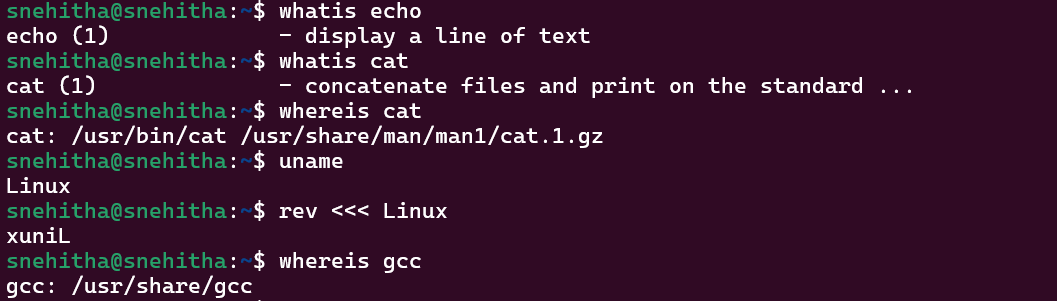 snehitha@snehitha:~$ whatis echo
echo (1)             - display a line of text
snehitha@snehitha:~$ whatis cat
cat (1)              - concatenate files and print on the standard ...
snehitha@snehitha:~$ whereis cat
cat: /usr/bin/cat /usr/share/man/man1/cat.1.gz
snehitha@snehitha:~$ uname
Linux
snehitha@snehitha:~$ rev <<< Linux
xuniL
snehitha@snehitha:~$ whereis gcc
gcc: /usr/share/gcc